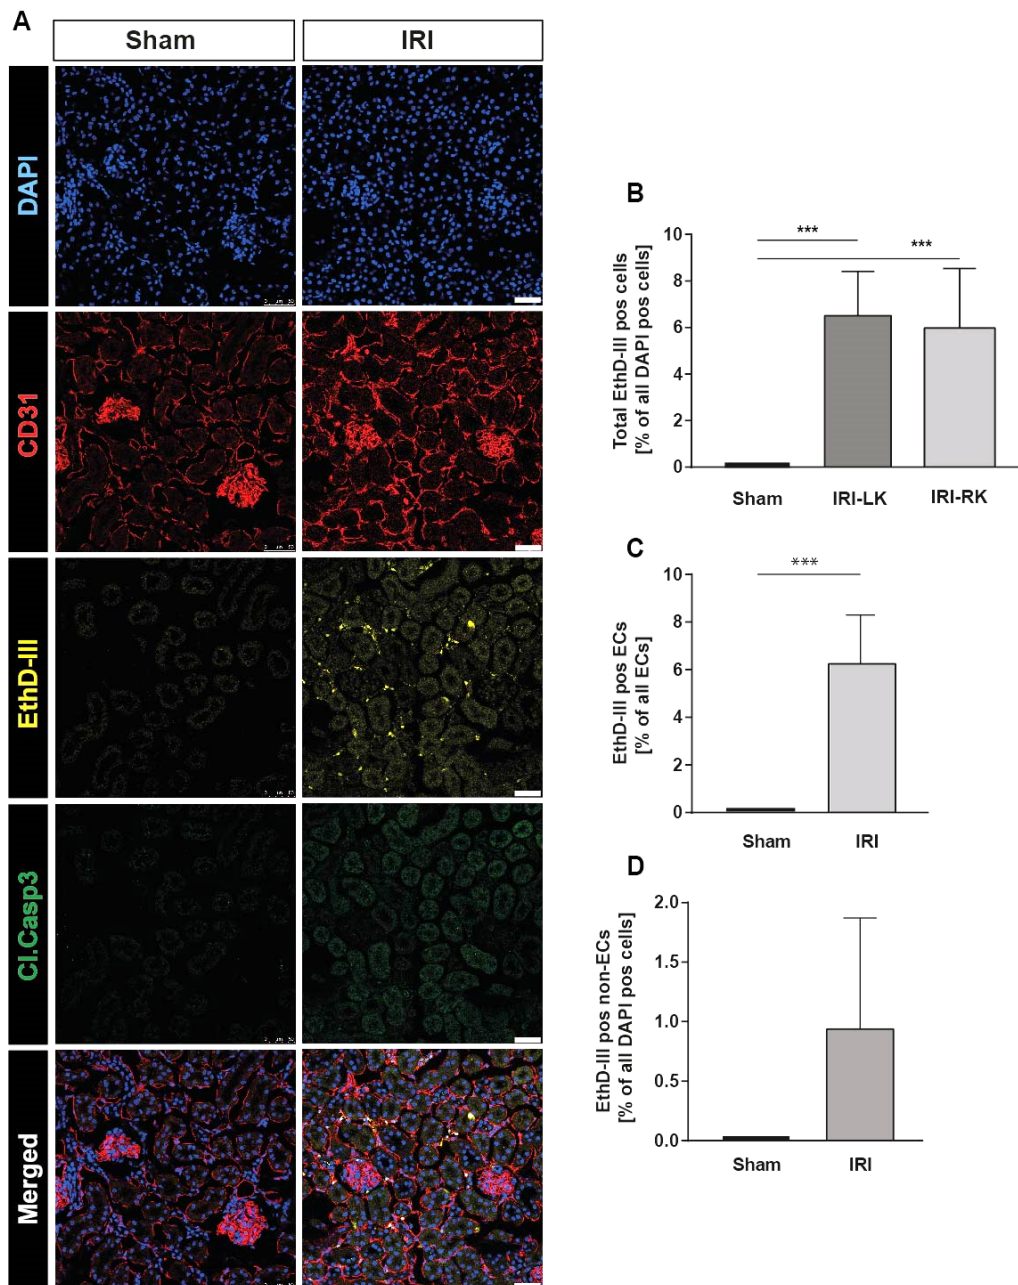 A
Sham
IRI
DAPI
CD31
EthD-III
Cl.Casp3
Merged
B
Total EthD-III pos cells
[% of all DAPI pos cells]
10
8
6
4
2
0
***
***
Sham
IRI-LK
IRI-RK
C
EthD-III pos ECs
[% of all ECs]
10
8
6
4
2
0
***
Sham
IRI
D
EthD-III pos non-ECs
[% of all DAPI pos cells]
2.0
1.5
1.0
0.5
0.0
Sham
IRI